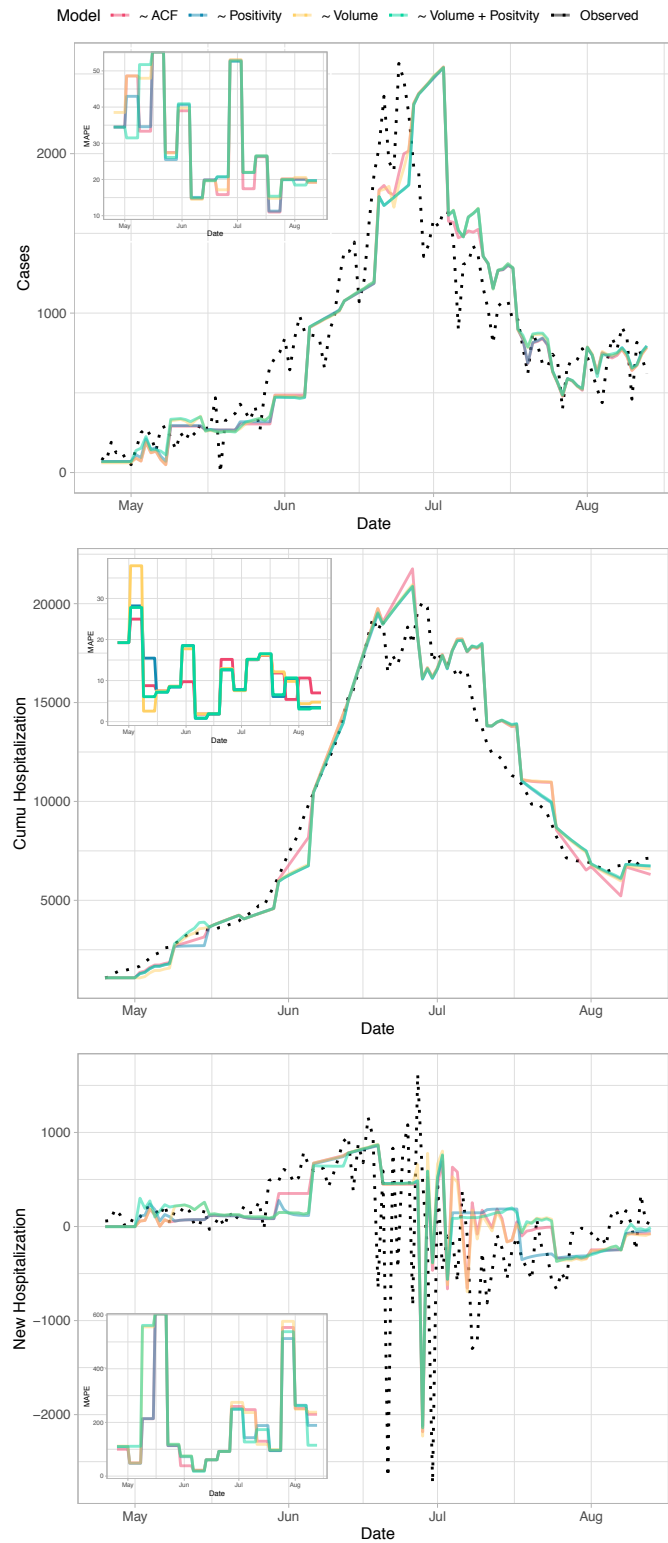 Model ~ ACF ~ Positivity ~ Volume ~ Volume + Positvity Observed
50
40
30
20
10
MAPE
May Jun Jul Aug
Date
2000
1000
0
Cases
May Jun Jul Aug
Date
40
30
20
10
0
MAPE
May Jun Jul Aug
Date
20000
15000
10000
5000
Cumu Hospitalization
May Jun Jul Aug
Date
1000
0
−1000
−2000
New Hospitalization
600
400
200
0
MAPE
May Jun Jul Aug
Date
May Jun Jul Aug
Date